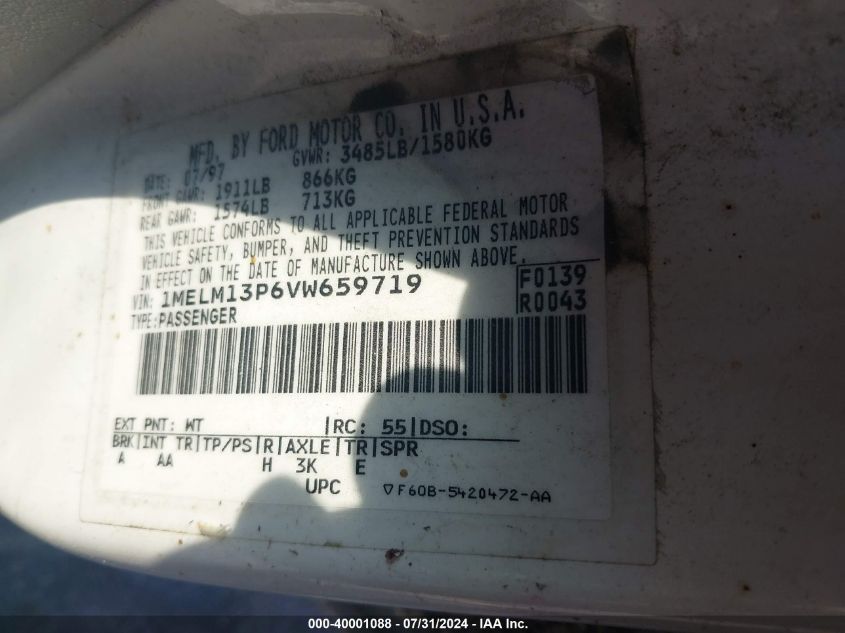 MFD. BY FORD MOTOR CO. IN U.S.A.
DATE: 07/97 GVWR: 3485LB/1580KG
FRONT GAWR: 1911LB 866KG
REAR GAWR: 1574LB 713KG
THIS VEHICLE CONFORMS TO ALL APPLICABLE FEDERAL MOTOR
VEHICLE SAFETY, BUMPER, AND THEFT PREVENTION STANDARDS
IN EFFECT ON THE DATE OF MANUFACTURE SHOWN ABOVE.
VIN: 1MELM13P6VW659719 F0139
TYPE: PASSENGER R0043
EXT PNT: WT RC: 55 DSO:
BRK INT TR TP/PS R AXLE TR SPR
A AA H 3K E
UPC ▽F60B-5420472-AA
000-40001088 - 07/31/2024 - IAA Inc.